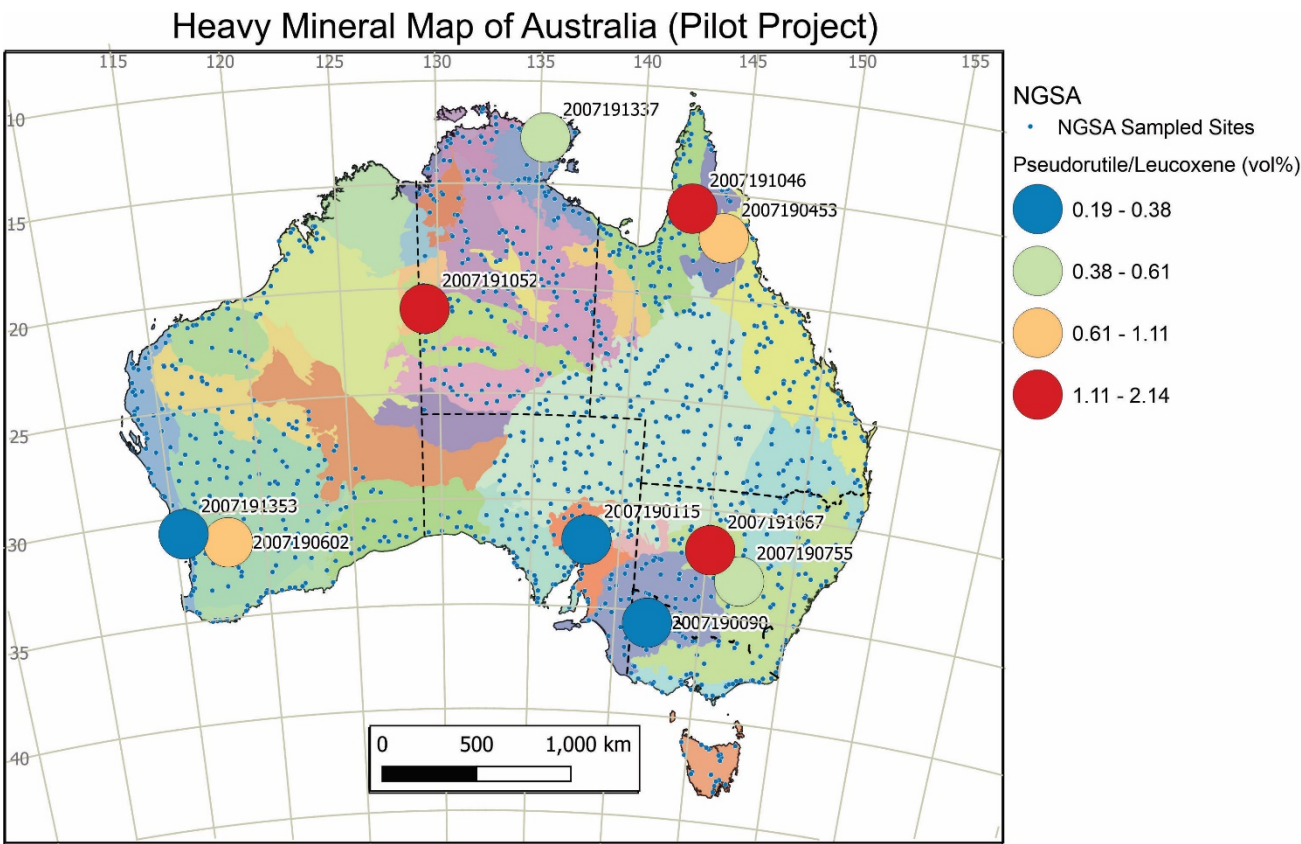 Heavy Mineral Map of Australia (Pilot Project)
115 120 125 130 135 140 145 150 155
10
15
20
25
30
35
40
2007191337
2007191046
2007190453
2007191052
2007191353
2007190602
2007190115
2007191067
2007190755
2007190090
0 500 1,000 km
NGSA
NGSA Sampled Sites
Pseudorutile/Leucoxene (vol%)
0.19 - 0.38
0.38 - 0.61
0.61 - 1.11
1.11 - 2.14